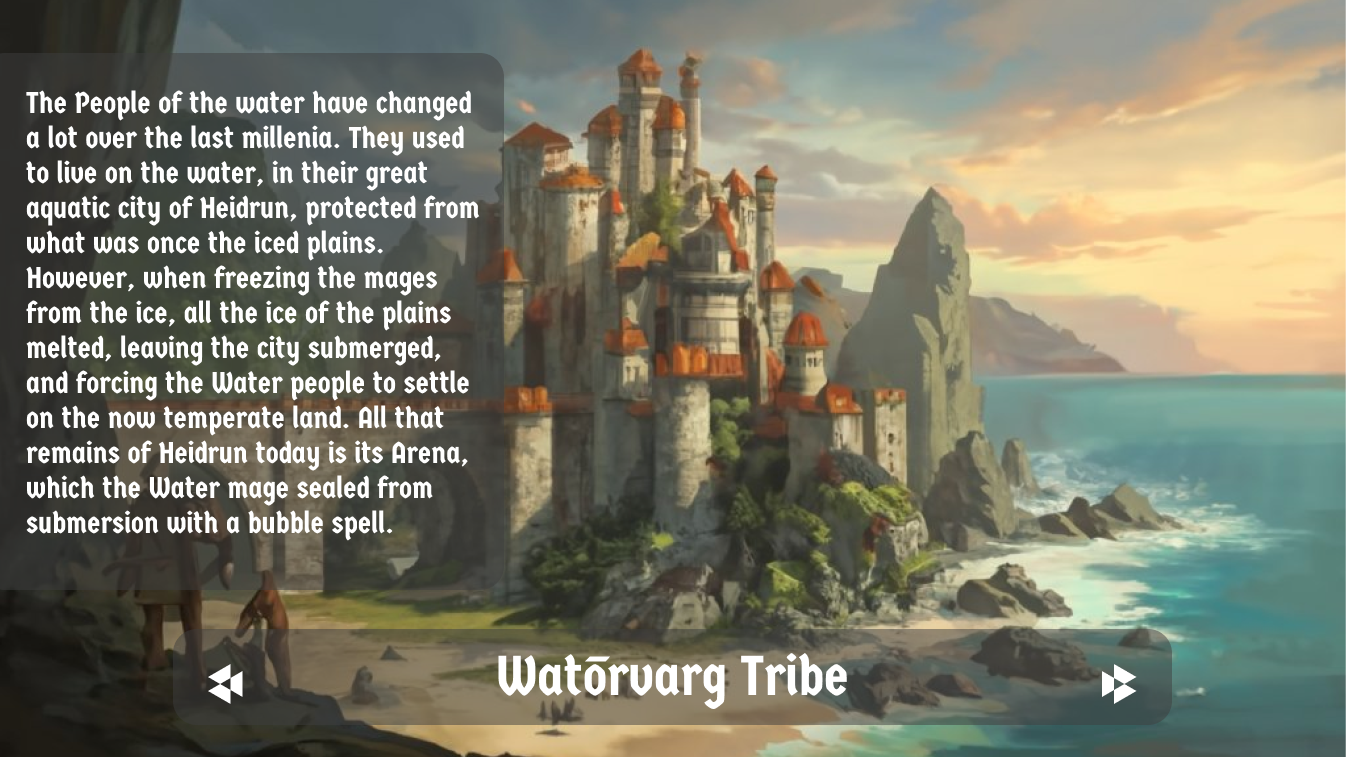 The People of the water have changed
a lot over the last millenia. They used
to live on the water, in their great
aquatic city of Heidrun, protected from
what was once the iced plains.
However, when freezing the mages
from the ice, all the ice of the plains
melted, leaving the city submerged,
and forcing the Water people to settle
on the now temperate land. All that
remains of Heidrun today is its Arena,
which the Water mage sealed from
submersion with a bubble spell.
Watōrvarg Tribe